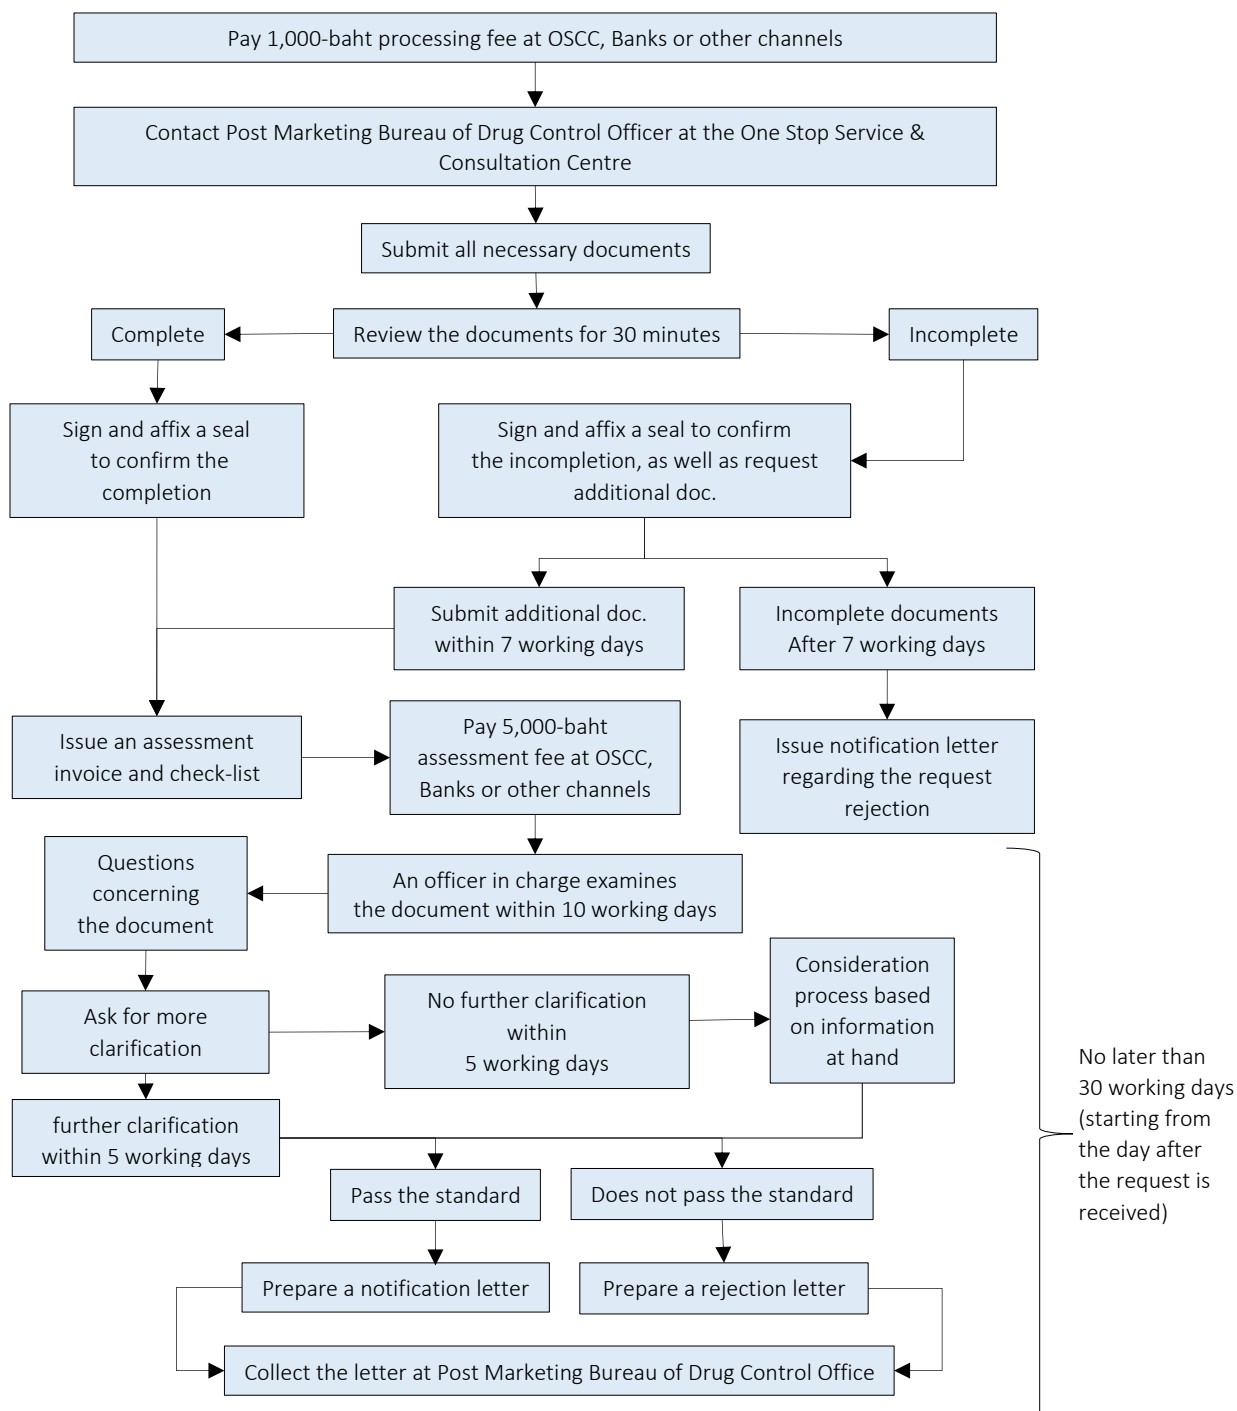 Pay 1,000-baht processing fee at OSCC, Banks or other channels
Contact Post Marketing Bureau of Drug Control Officer at the One Stop Service &
Consultation Centre
Submit all necessary documents
Complete
Review the documents for 30 minutes
Incomplete
Sign and affix a seal
to confirm the
completion
Sign and affix a seal to confirm
the incompletion, as well as request
additional doc.
Submit additional doc.
within 7 working days
Incomplete documents
After 7 working days
Issue an assessment
invoice and check-list
Pay 5,000-baht
assessment fee at OSCC,
Banks or other channels
Issue notification letter
regarding the request
rejection
Questions
concerning
the document
An officer in charge examines
the document within 10 working days
Ask for more
clarification
No further clarification
within
5 working days
Consideration
process based
on information
at hand
No later than
30 working days
(starting from
the day after
the request is
received)
further clarification
within 5 working days
Pass the standard
Does not pass the standard
Prepare a notification letter
Prepare a rejection letter
Collect the letter at Post Marketing Bureau of Drug Control Office